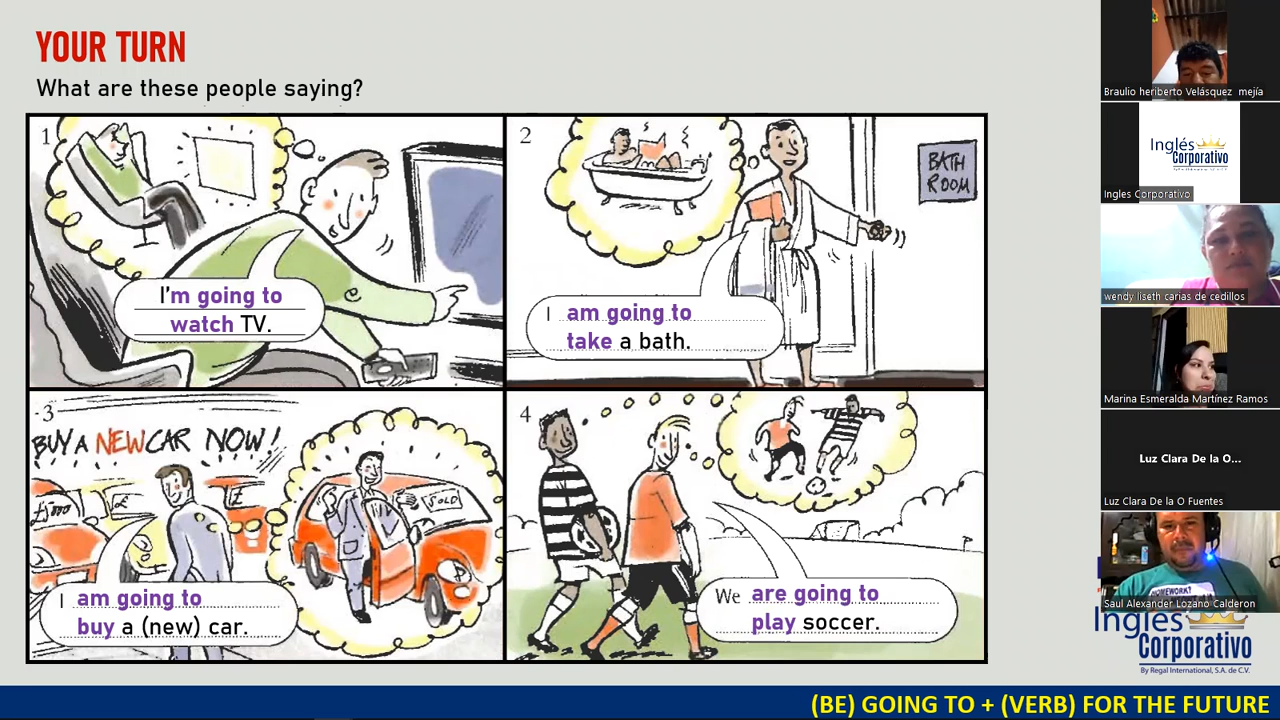 YOUR TURN
What are these people saying?
1
I'm going to
watch TV.
2
BATH
ROOM
I am going to
take a bath.
3
BUY A NEW CAR NOW!
SOLD
I am going to
buy a (new) car.
4
We are going to
play soccer.
(BE) GOING TO + (VERB) FOR THE FUTURE
Braulio heriberto Velásquez mejía
Inglés
Corporativo
Ingles Corporativo
wendy liseth carias de cedillos
Marina Esmeralda Martínez Ramos
Luz Clara De la O...
Luz Clara De la O Fuentes
HOMEWORK?
Saul Alexander Lozano Calderon
Inglés
Corporativo
By Regal International, S.A. de C.V.